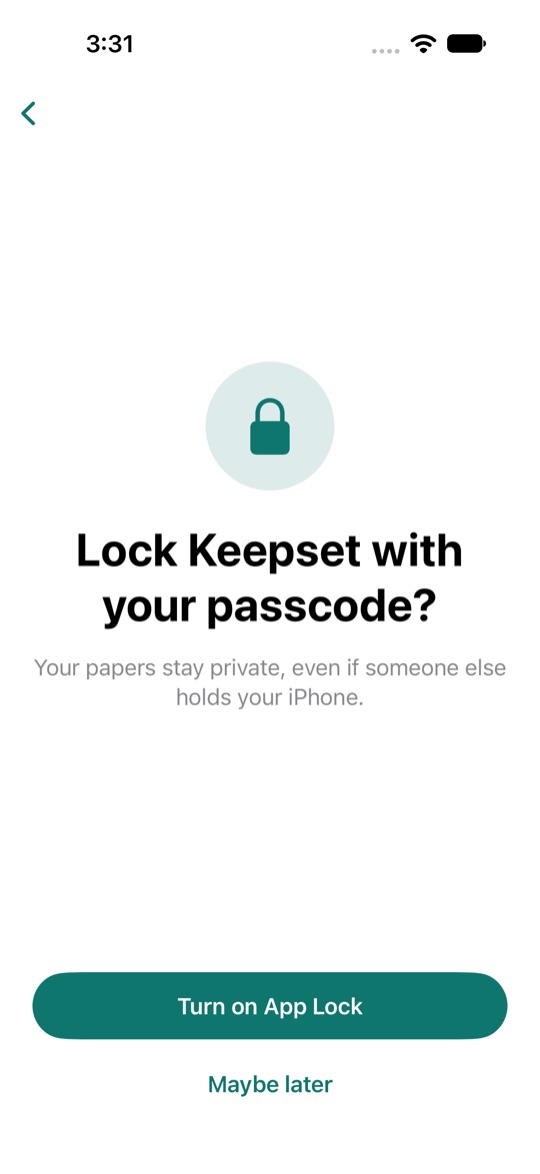 3:31
Lock Keepset with
your passcode?
Your papers stay private, even if someone else
holds your iPhone.
Turn on App Lock
Maybe later